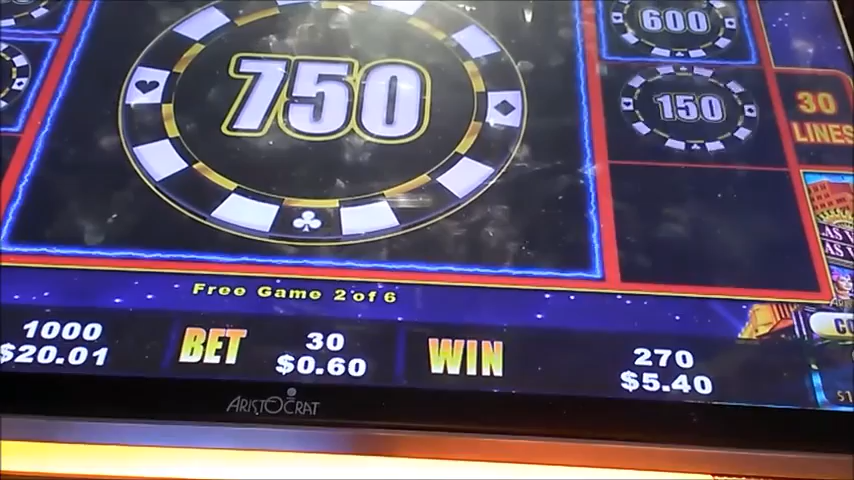 750
600
150
30
LINES
Free Game 2 of 6
1000
$20.01
BET
30
$0.60
WIN
270
$5.40
ARISTOCRAT